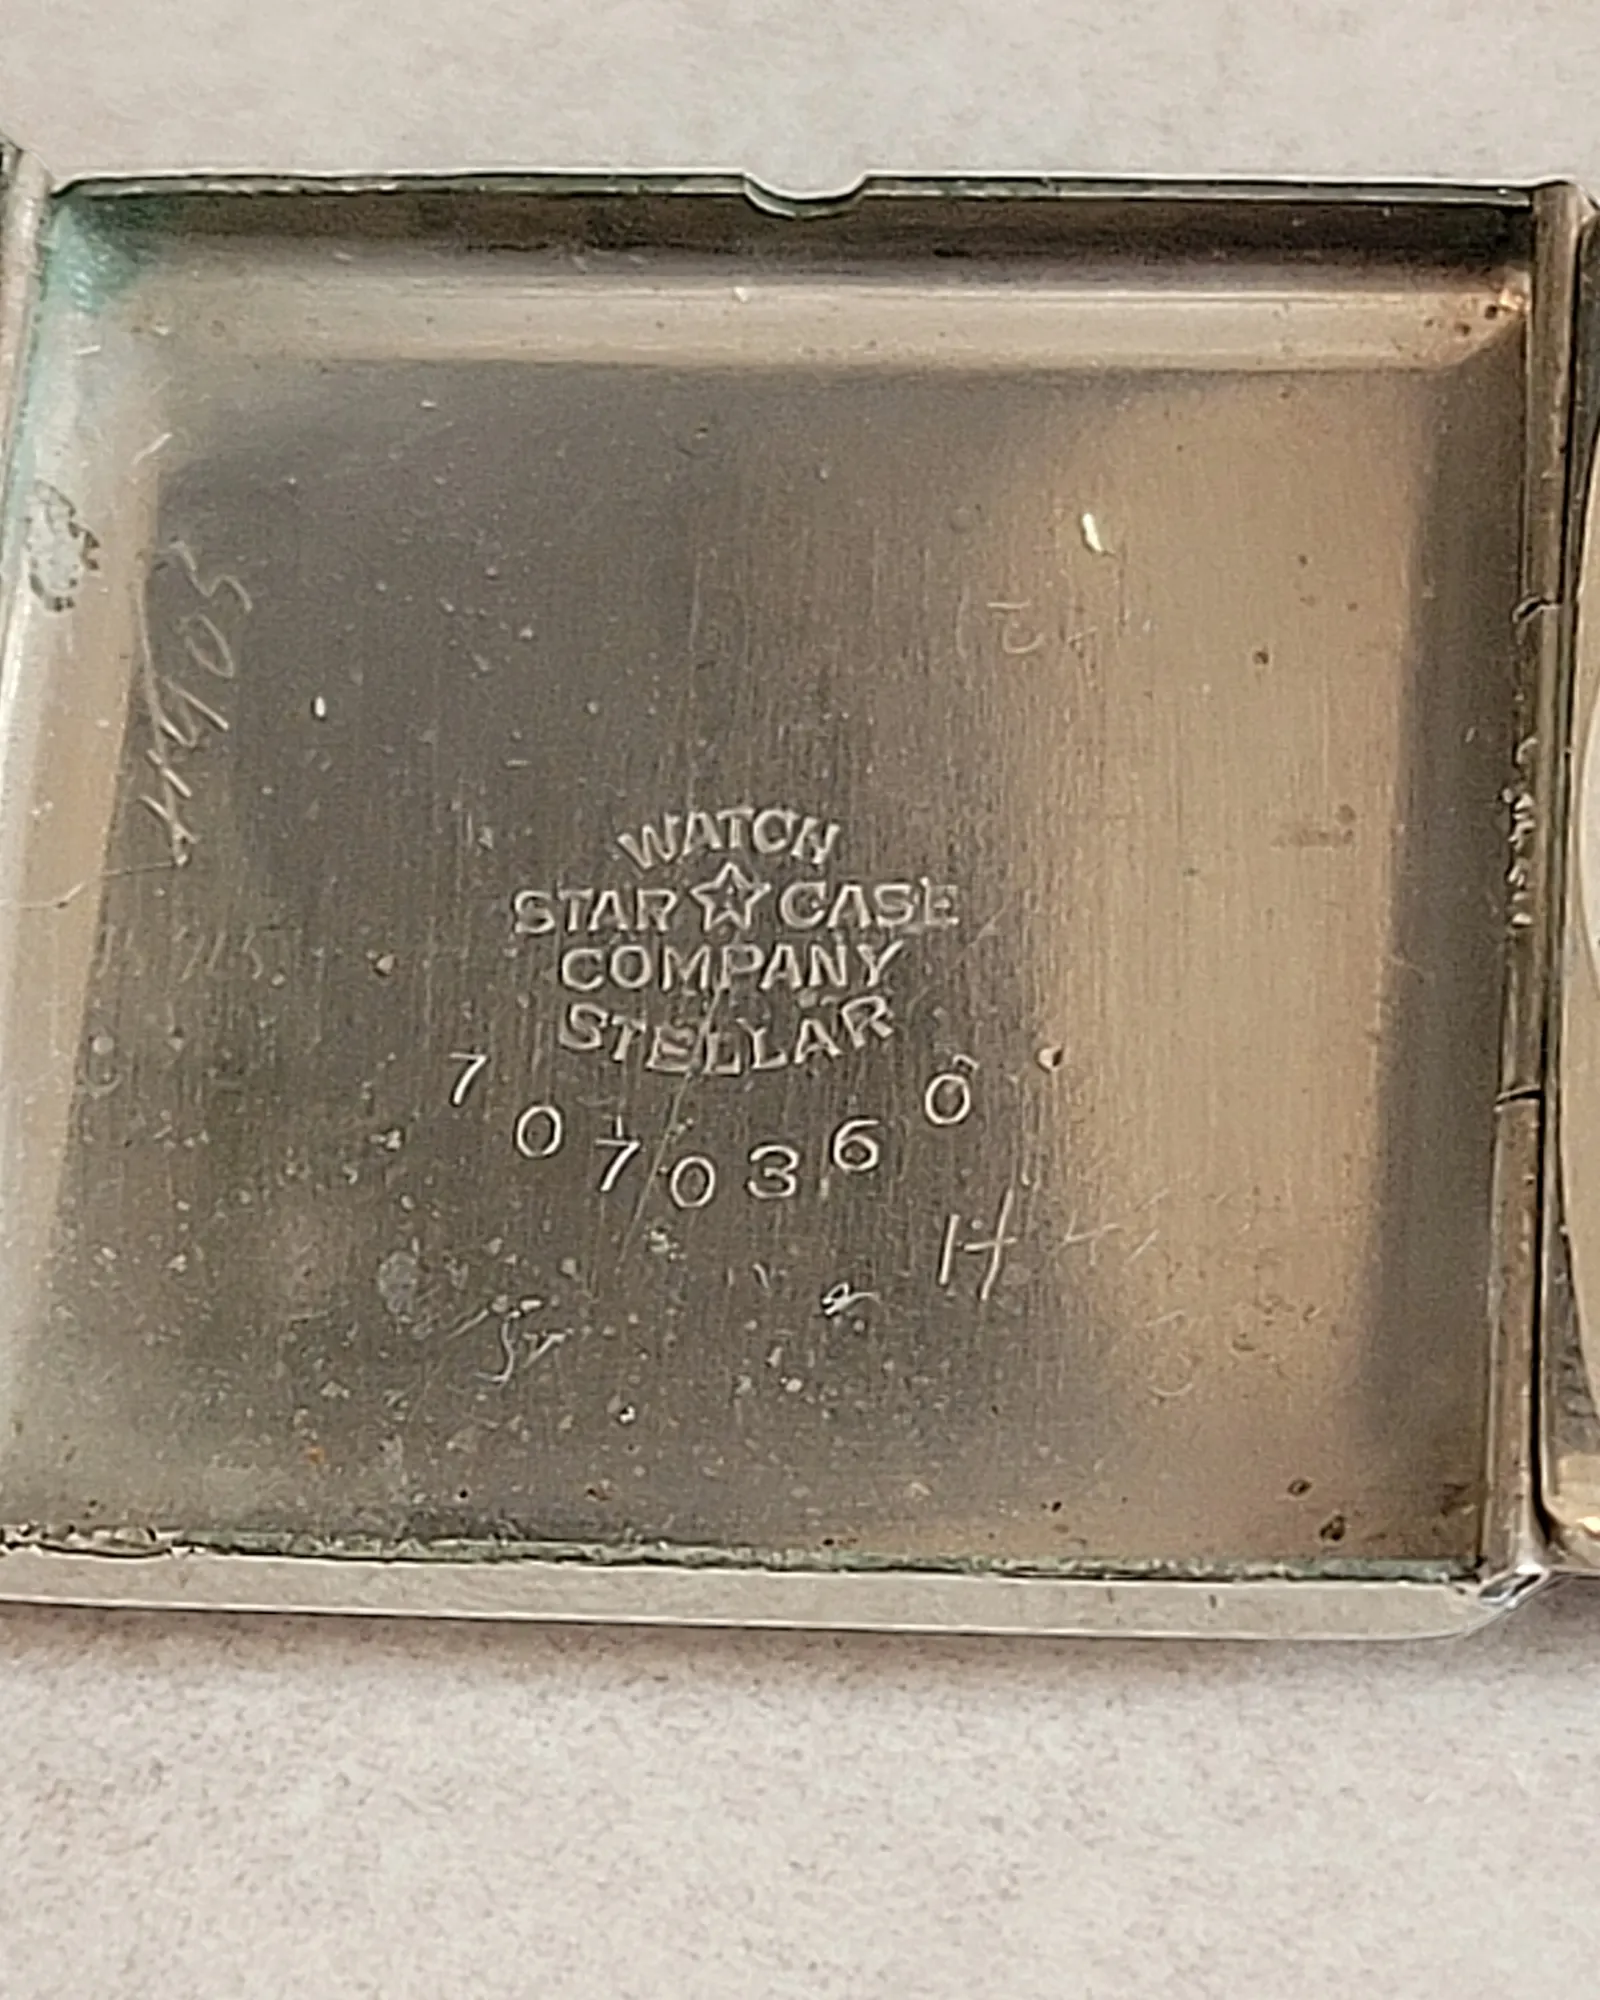 WATCH
STAR CASE
COMPANY
STELLAR
7070360
H